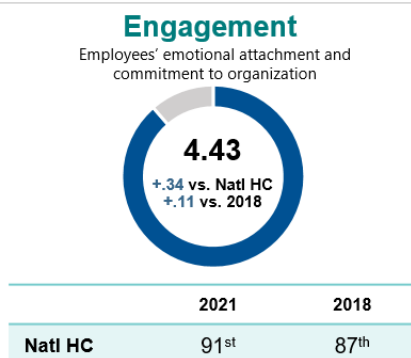 Engagement
Employees' emotional attachment and
commitment to organization
4.43
+.34 vs. Natl HC
+.11 vs. 2018
2021 2018
Natl HC 91st 87th